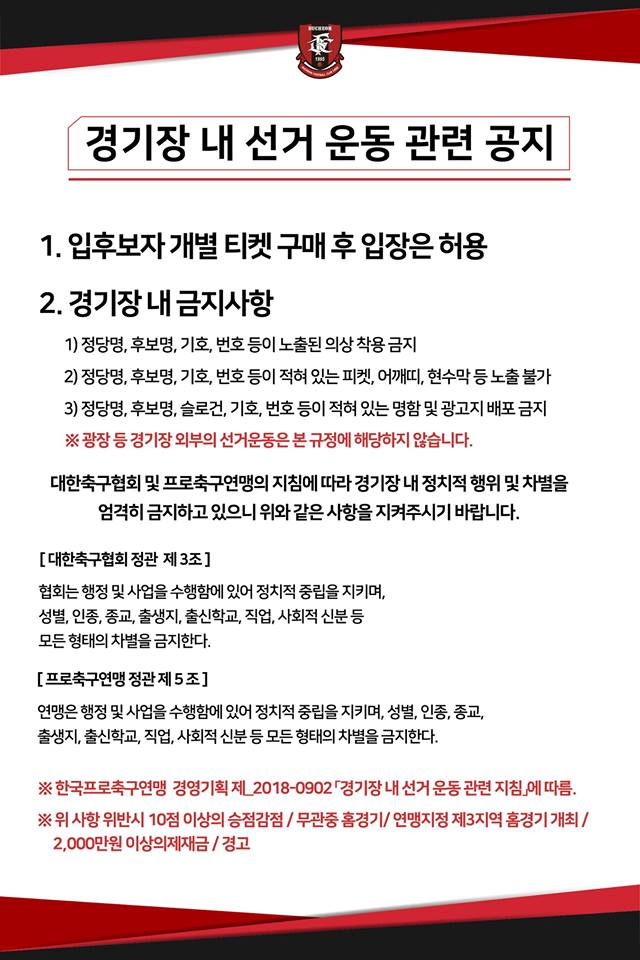 BUCHEON
1995
경기장 내 선거 운동 관련 공지
1. 입후보자 개별 티켓 구매 후 입장은 허용
2. 경기장 내 금지사항
1) 정당명, 후보명, 기호, 번호 등이 노출된 의상 착용 금지
2) 정당명, 후보명, 기호, 번호 등이 적혀 있는 피켓, 어깨띠, 현수막 등 노출 불가
3) 정당명, 후보명, 슬로건, 기호, 번호 등이 적혀 있는 명함 및 광고지 배포 금지
※ 광장 등 경기장 외부의 선거운동은 본 규정에 해당하지 않습니다.
대한축구협회 및 프로축구연맹의 지침에 따라 경기장 내 정치적 행위 및 차별을
엄격히 금지하고 있으니 위와 같은 사항을 지켜주시기 바랍니다.
[ 대한축구협회 정관 제 3조 ]
협회는 행정 및 사업을 수행함에 있어 정치적 중립을 지키며,
성별, 인종, 종교, 출생지, 출신학교, 직업, 사회적 신분 등
모든 형태의 차별을 금지한다.
[ 프로축구연맹 정관 제 5 조 ]
연맹은 행정 및 사업을 수행함에 있어 정치적 중립을 지키며, 성별, 인종, 종교,
출생지, 출신학교, 직업, 사회적 신분 등 모든 형태의 차별을 금지한다.
※ 한국프로축구연맹 경영기획 제_2018-0902 「경기장 내 선거 운동 관련 지침」에 따름.
※ 위 사항 위반시 10점 이상의 승점감점 / 무관중 홈경기/ 연맹지정 제3지역 홈경기 개최 /
2,000만원 이상의제재금 / 경고